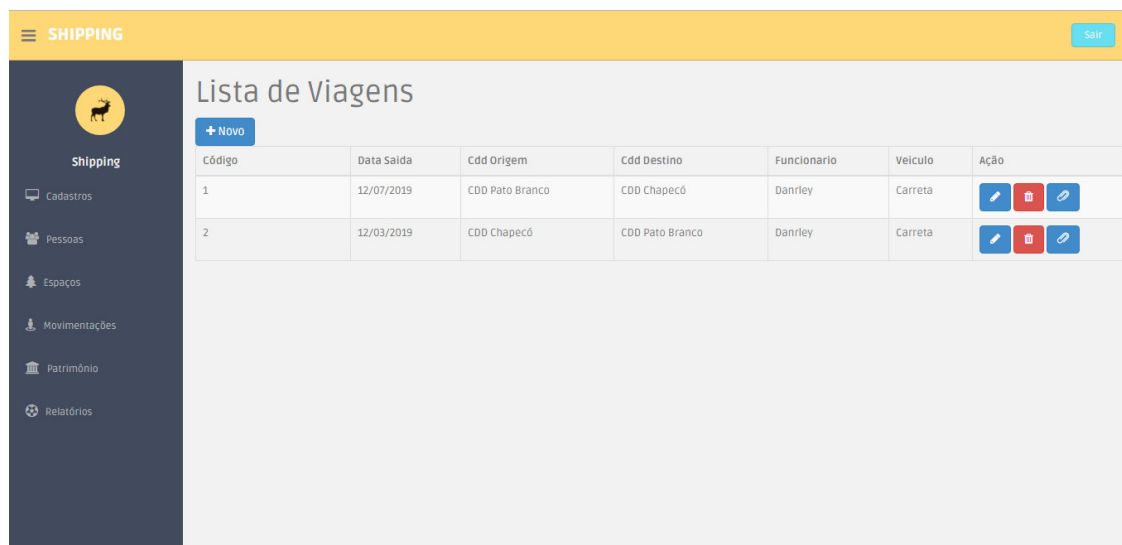 SHIPPING
Sair
Shipping
Cadastros
Pessoas
Espaços
Movimentações
Patrimônio
Relatórios
Lista de Viagens
Novo
Código Data Saida Cdd Origem Cdd Destino Funcionario Veiculo Ação
1 12/07/2019 CDD Pato Branco CDD Chapecó Danrley Carreta
2 12/03/2019 CDD Chapecó CDD Pato Branco Danrley Carreta